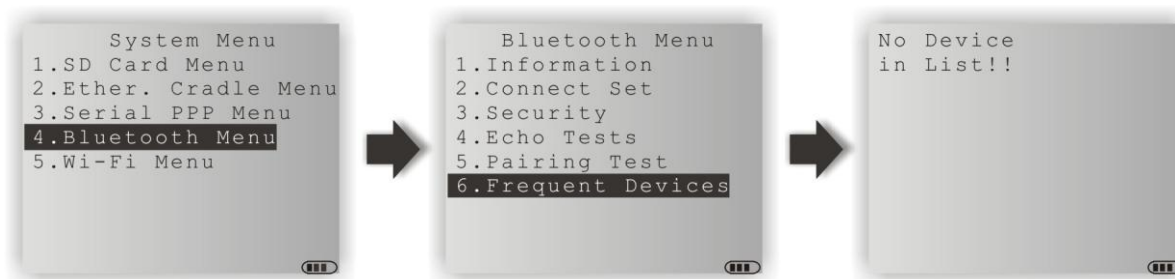 System Menu
1.SD Card Menu
2.Ether. Cradle Menu
3.Serial PPP Menu
4.Bluetooth Menu
5.Wi-Fi Menu
Bluetooth Menu
1.Information
2.Connect Set
3.Security
4.Echo Tests
5.Pairing Test
6.Frequent Devices
No Device
in List!!